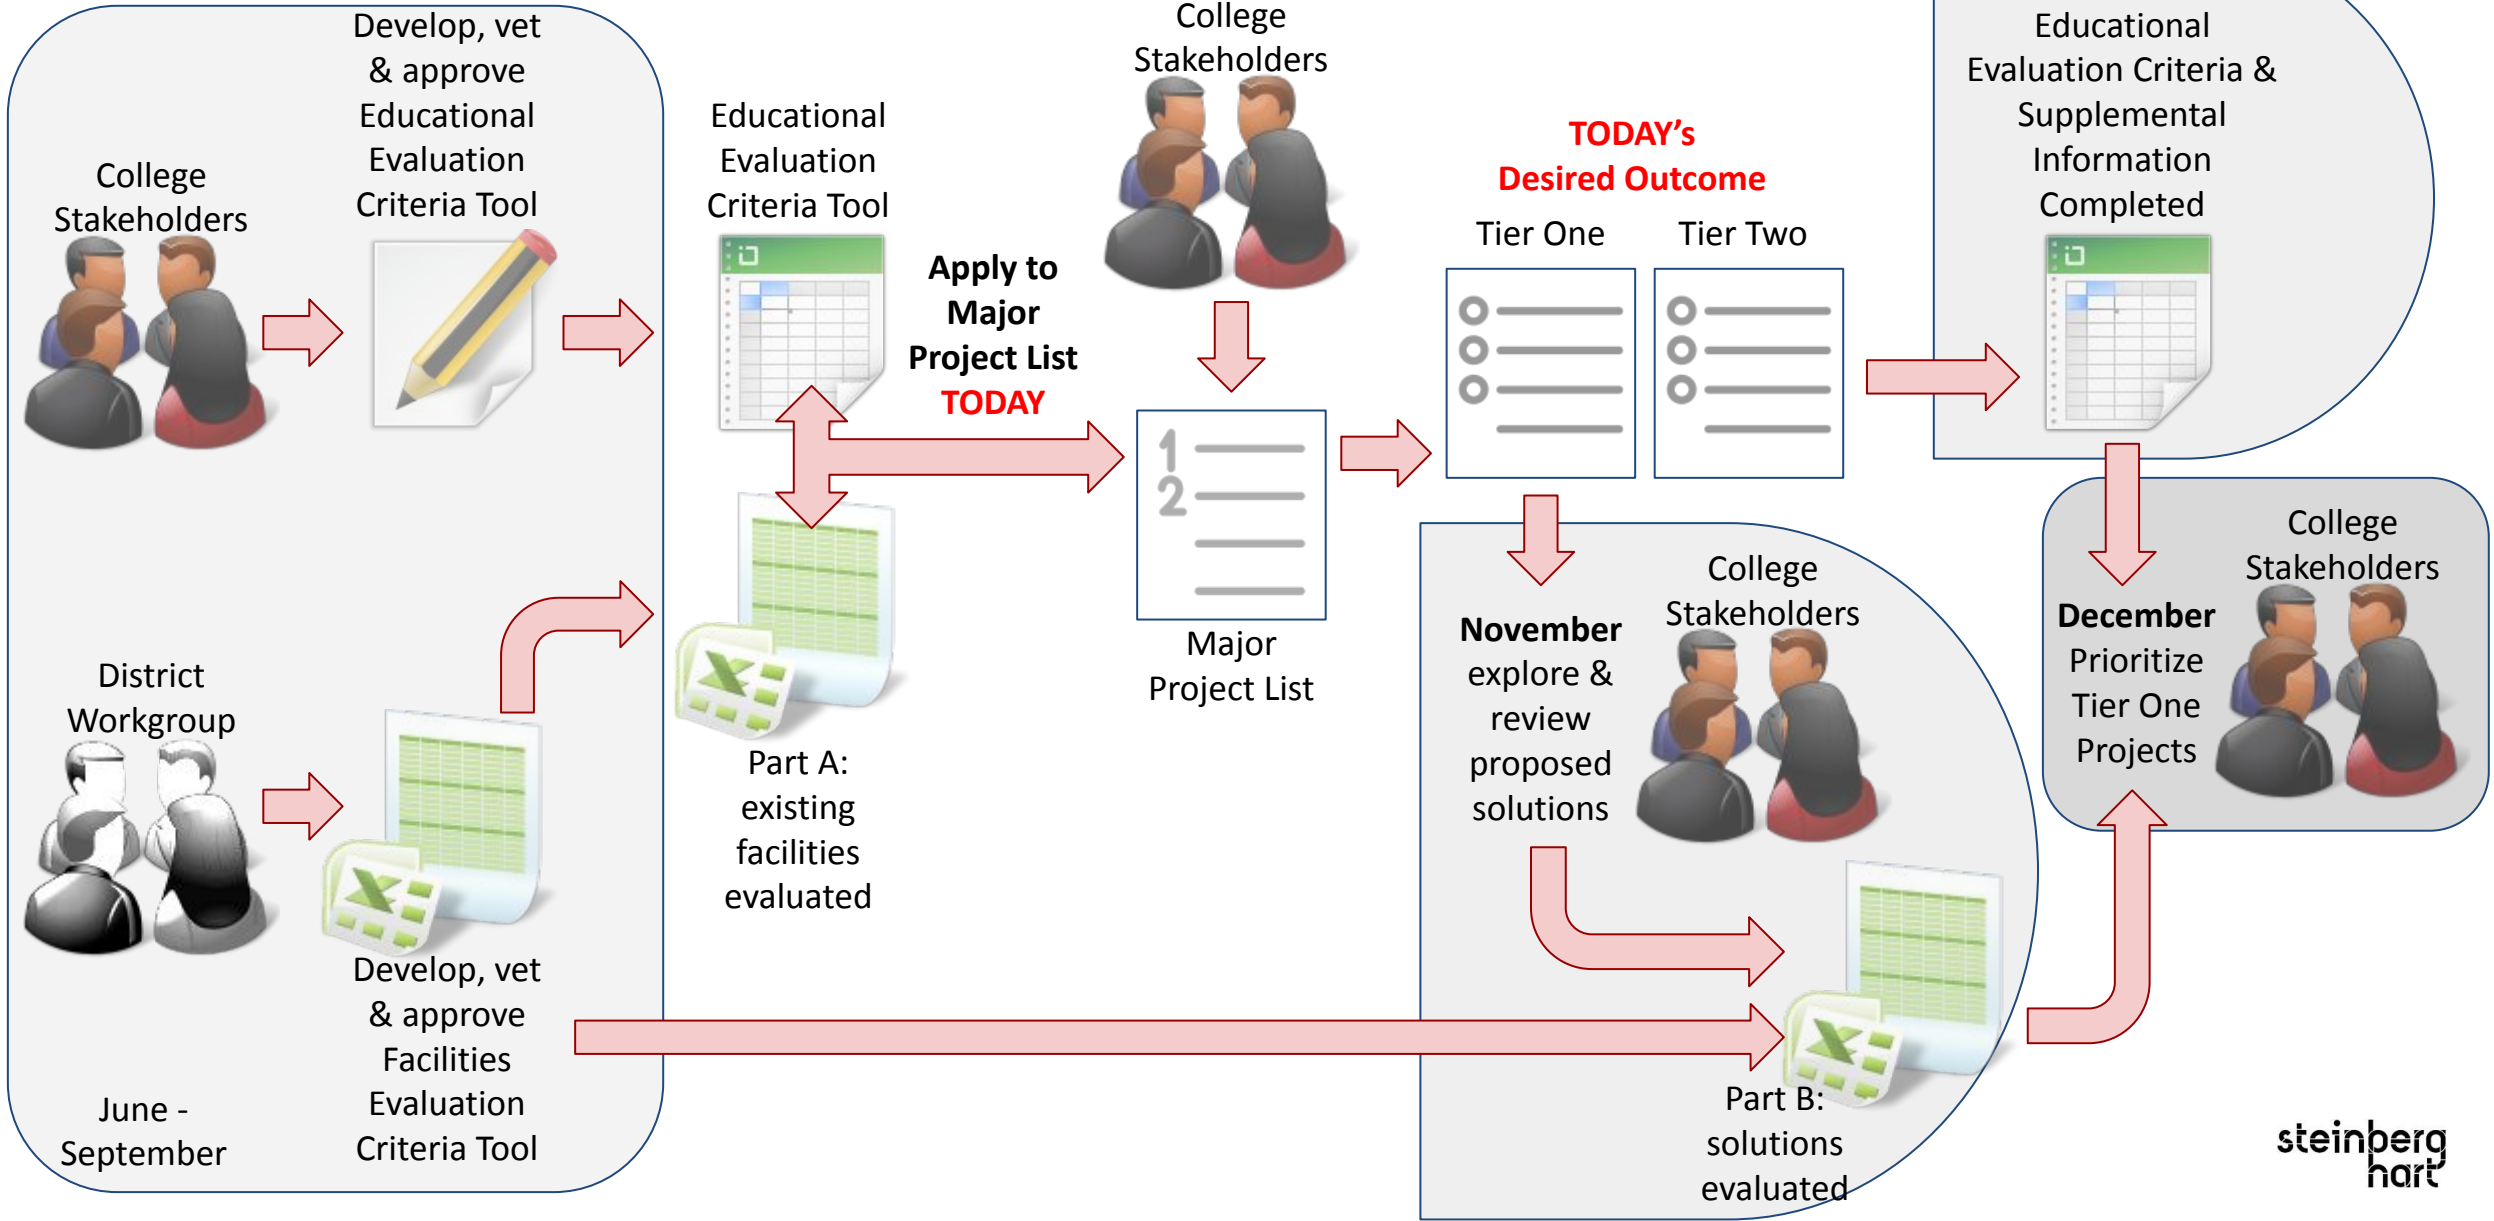 College
Stakeholders
Develop, vet
& approve
Educational
Evaluation
Criteria Tool
District
Workgroup
Develop, vet
& approve
Facilities
Evaluation
Criteria Tool
June -
September
Educational
Evaluation
Criteria Tool
Part A:
existing
facilities
evaluated
Apply to
Major
Project List
TODAY
College
Stakeholders
1
2
Major
Project List
TODAY’s
Desired Outcome
Tier One
Tier Two
November
explore &
review
proposed
solutions
College
Stakeholders
Part B:
solutions
evaluated
Educational
Evaluation Criteria &
Supplemental
Information
Completed
December
Prioritize
Tier One
Projects
College
Stakeholders
steinberg
hart